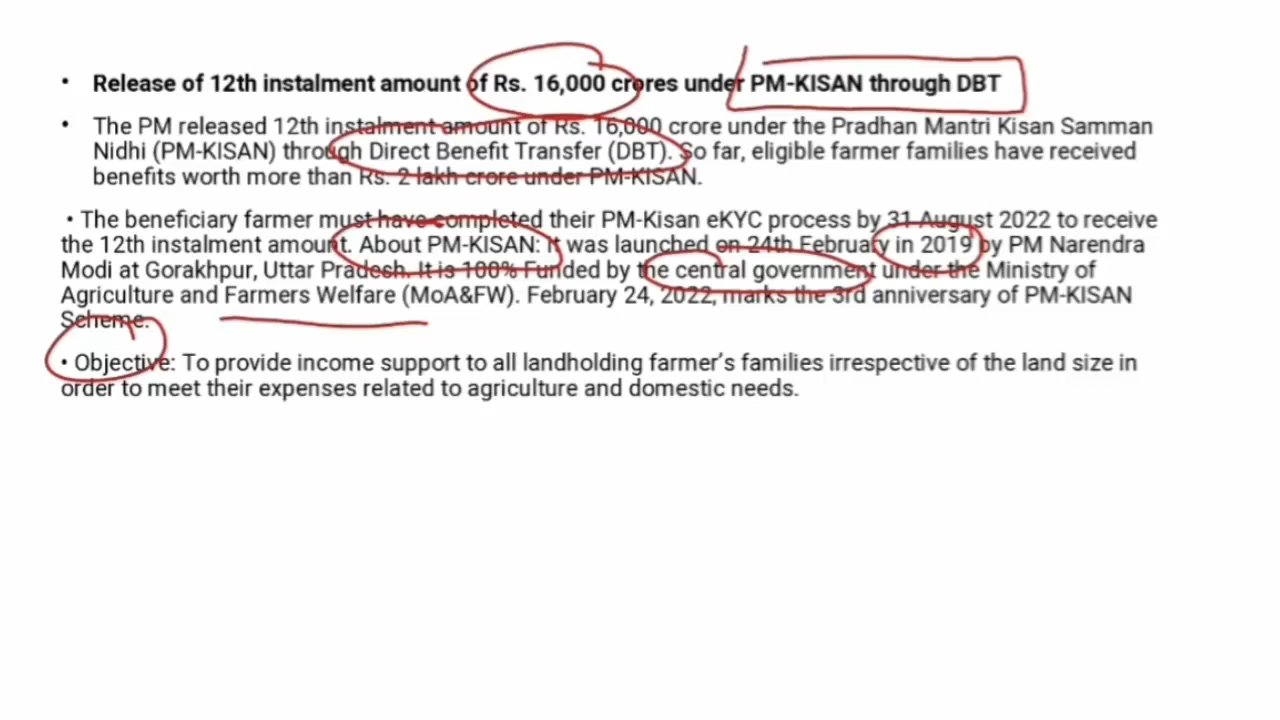 • Release of 12th instalment amount of Rs. 16,000 crores under PM-KISAN through DBT
• The PM released 12th instalment amount of Rs. 16,000 crore under the Pradhan Mantri Kisan Samman
Nidhi (PM-KISAN) through Direct Benefit Transfer (DBT). So far, eligible farmer families have received
benefits worth more than Rs. 2 lakh crore under PM-KISAN.
• The beneficiary farmer must have completed their PM-Kisan eKYC process by 31 August 2022 to receive
the 12th instalment amount. About PM-KISAN: It was launched on 24th February in 2019 by PM Narendra
Modi at Gorakhpur, Uttar Pradesh. It is 100% Funded by the central government under the Ministry of
Agriculture and Farmers Welfare (MoA&FW). February 24, 2022, marks the 3rd anniversary of PM-KISAN
Scheme.
• Objective: To provide income support to all landholding farmer's families irrespective of the land size in
order to meet their expenses related to agriculture and domestic needs.